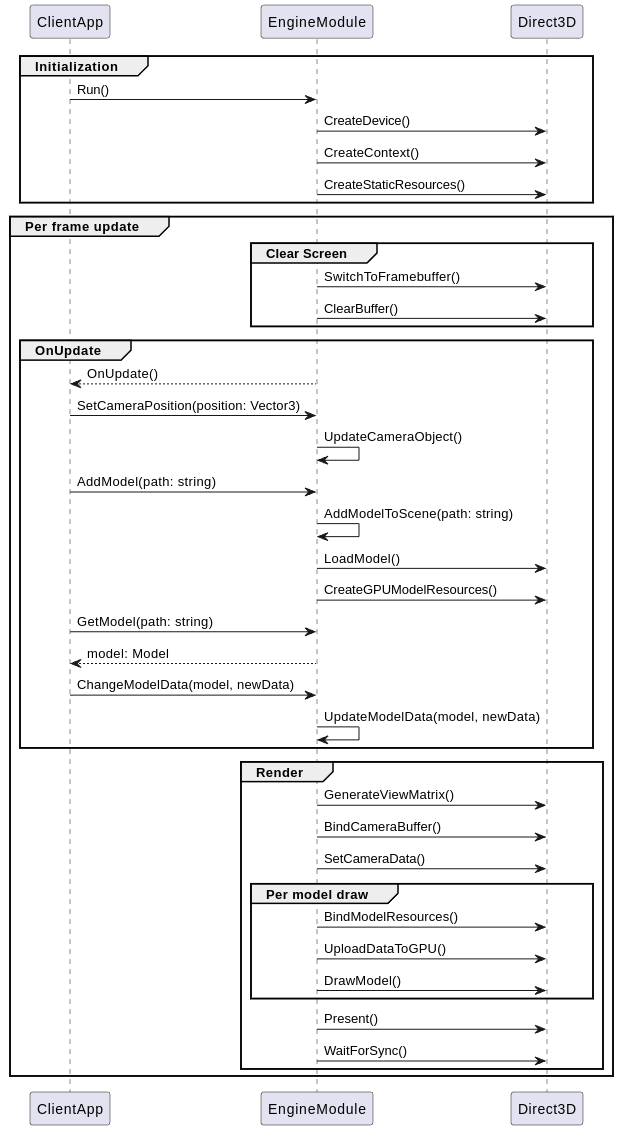 ClientApp EngineModule Direct3D
Initialization
Run()
CreateDevice()
CreateContext()
CreateStaticResources()
Per frame update
Clear Screen
SwitchToFramebuffer()
ClearBuffer()
OnUpdate
OnUpdate()
SetCameraPosition(position: Vector3)
UpdateCameraObject()
AddModel(path: string)
AddModelToScene(path: string)
LoadModel()
CreateGPUModelResources()
GetModel(path: string)
model: Model
ChangeModelData(model, newData)
UpdateModelData(model, newData)
Render
GenerateViewMatrix()
BindCameraBuffer()
SetCameraData()
Per model draw
BindModelResources()
UploadDataToGPU()
DrawModel()
Present()
WaitForSync()
ClientApp EngineModule Direct3D